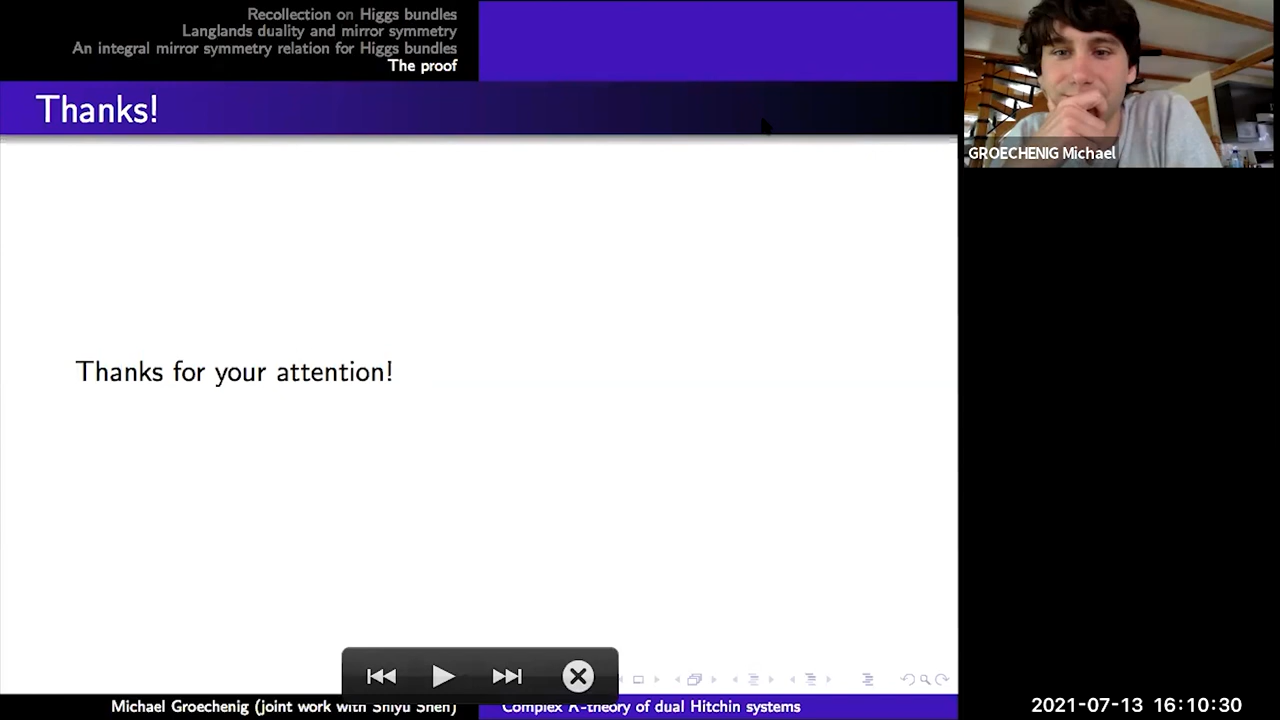 Recollection on Higgs bundles
Langlands duality and mirror symmetry
An integral mirror symmetry relation for Higgs bundles
The proof
Thanks!
GROECHENIG Michael
Thanks for your attention!
Michael Groechenig (joint work with Shiyu Shen)
Complex K-theory of dual Hitchin systems
2021-07-13 16:10:30